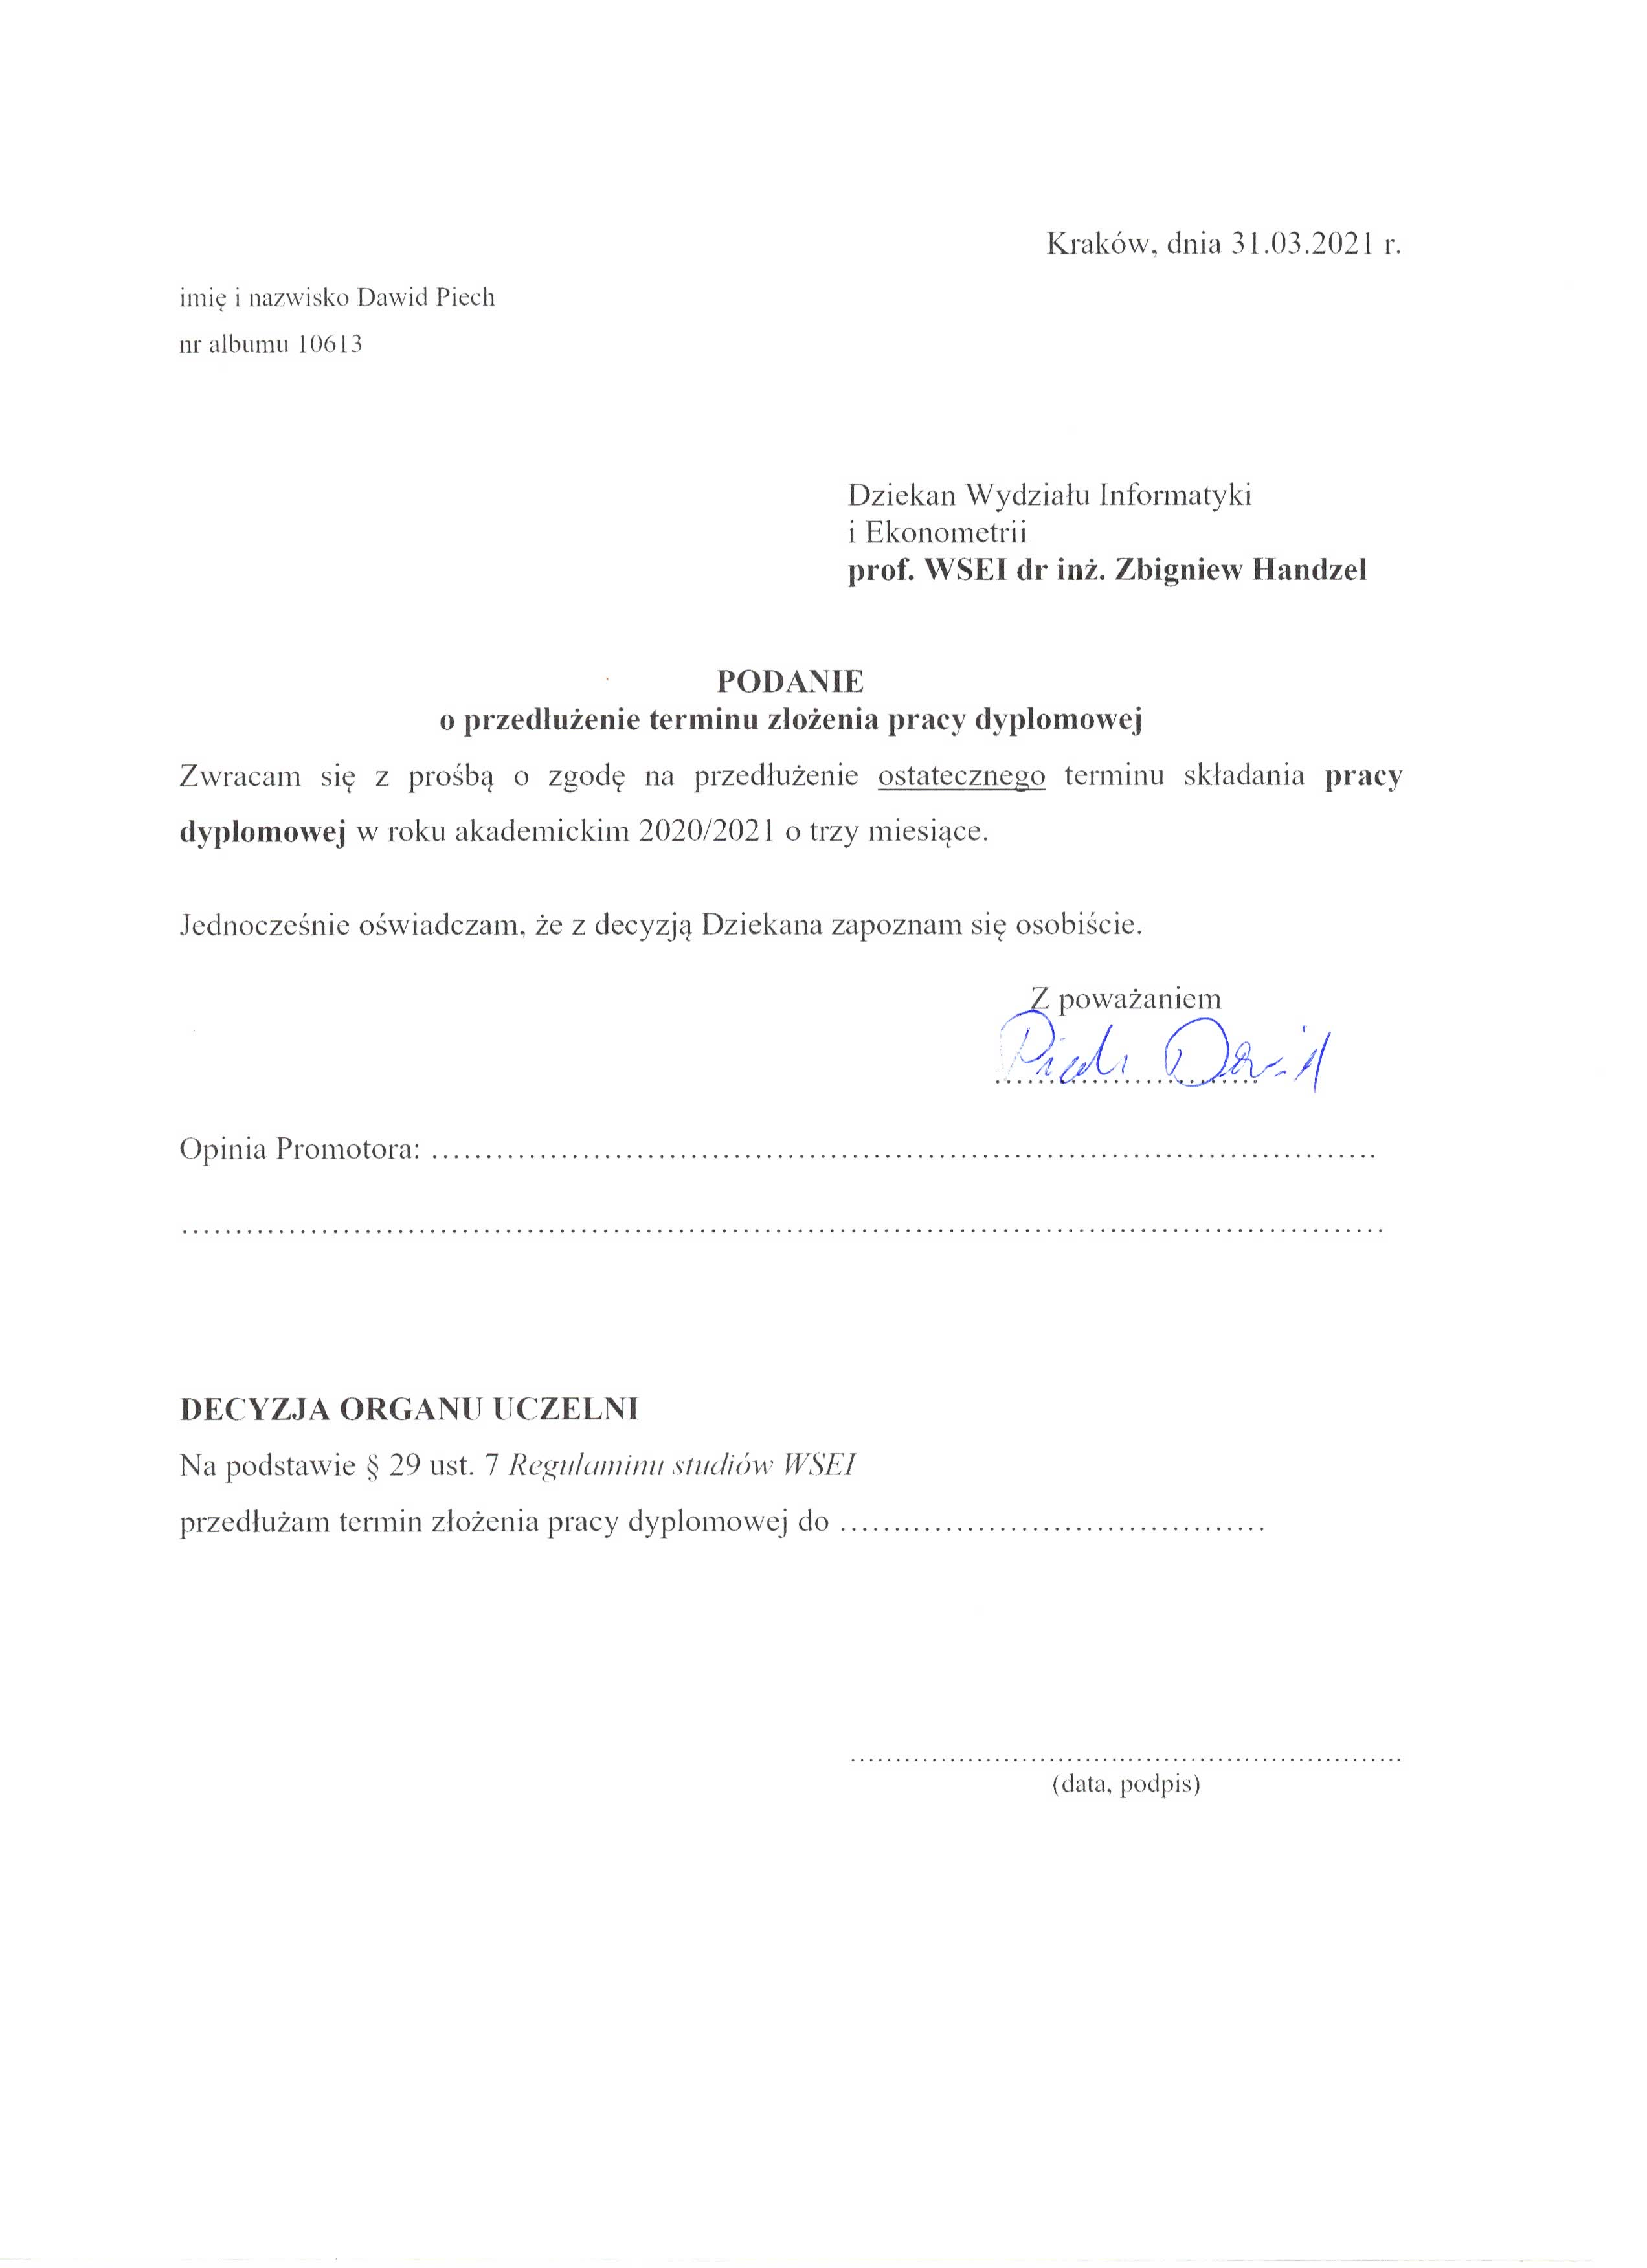 Kraków, dnia 31.03.2021 r.
imię i nazwisko Dawid Piech
nr albumu 10613
Dziekan Wydziału Informatyki
i Ekonometrii
prof. WSEI dr inż. Zbigniew Handzel
PODANIE
o przedłużenie terminu złożenia pracy dyplomowej
Zwracam się z prośbą o zgodę na przedłużenie ostatecznego terminu składania pracy
dyplomowej w roku akademickim 2020/2021 o trzy miesiące.
Jednocześnie oświadczam, że z decyzją Dziekana zapoznam się osobiście.
Z poważaniem
Piech Dawid
Opinia Promotora: ........................................................................................
................................................................................................................
DECYZJA ORGANU UCZELNI
Na podstawie § 29 ust. 7 Regulaminu studiów WSEI
przedłużam termin złożenia pracy dyplomowej do .......................................
..............................................................
(data, podpis)